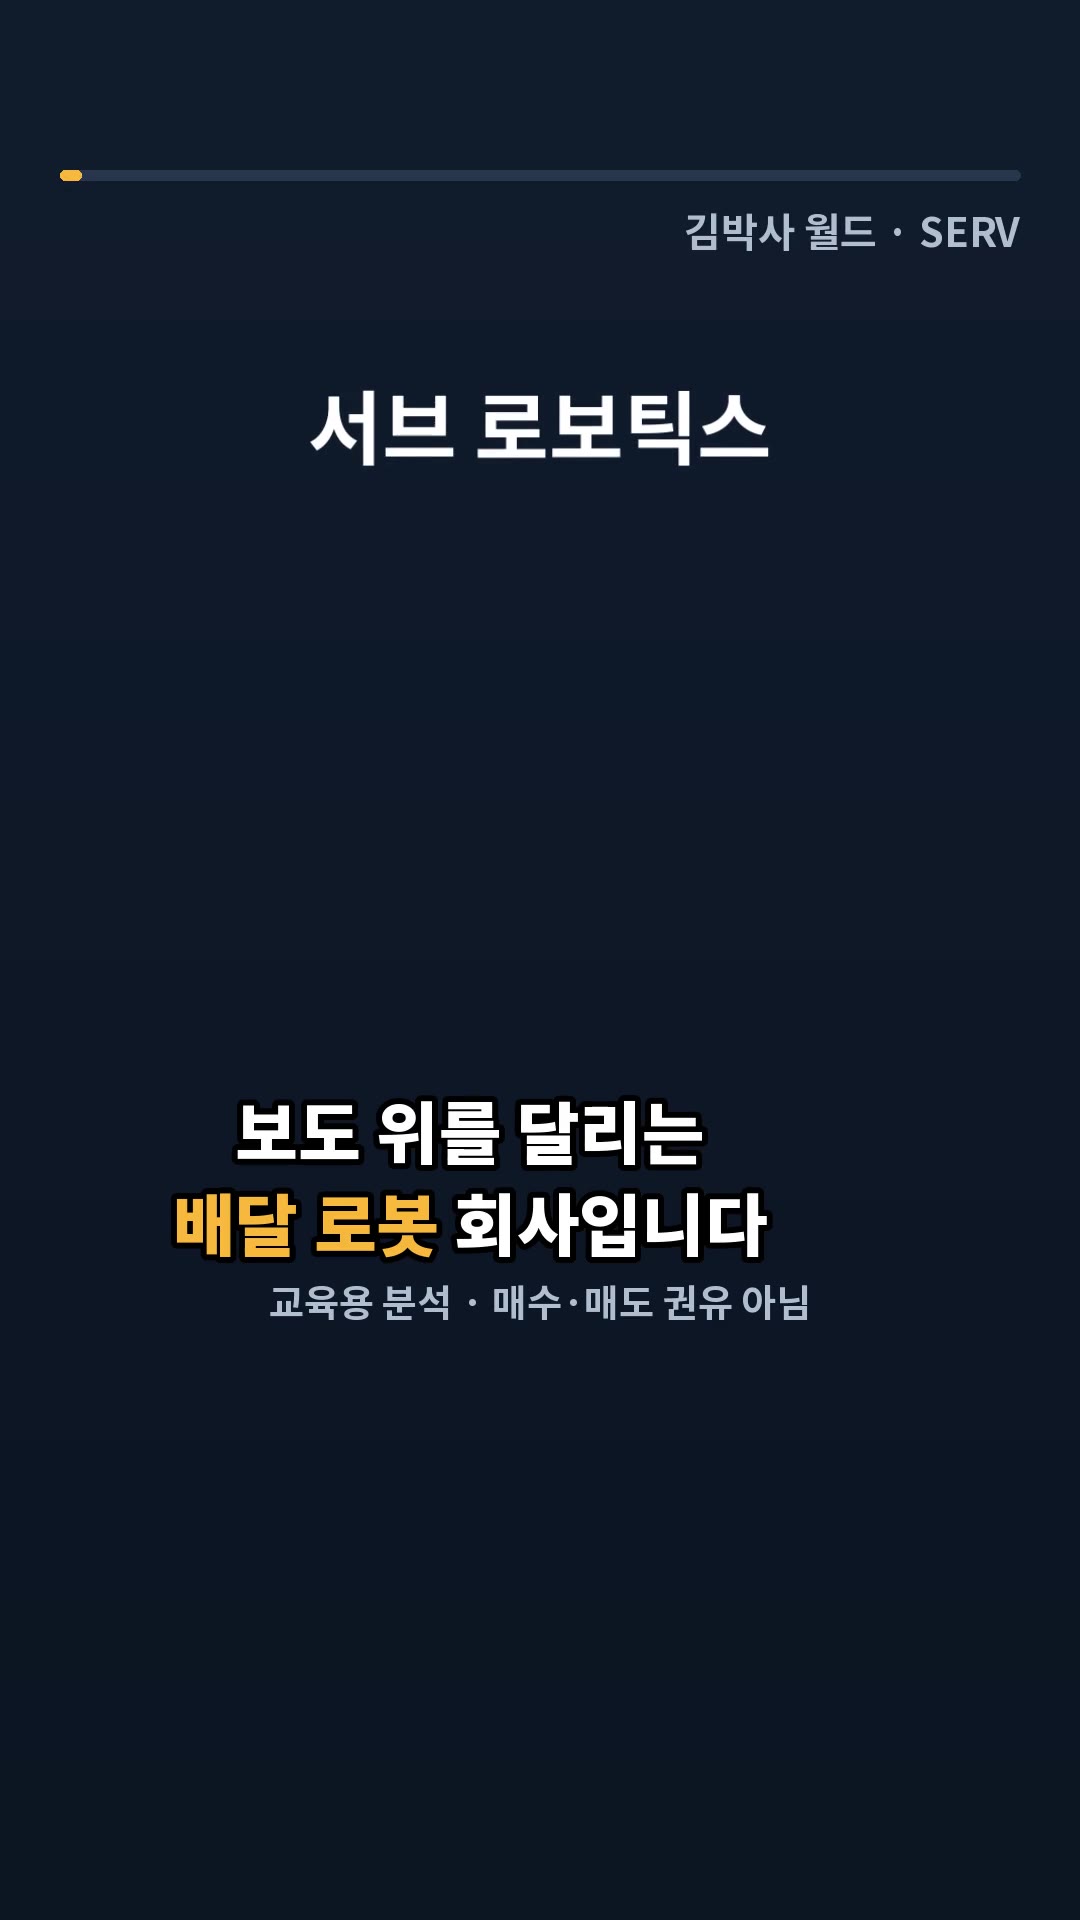 김박사 월드 · SERV
서브 로보틱스
보도 위를 달리는
배달 로봇 회사입니다
교육용 분석 · 매수·매도 권유 아님